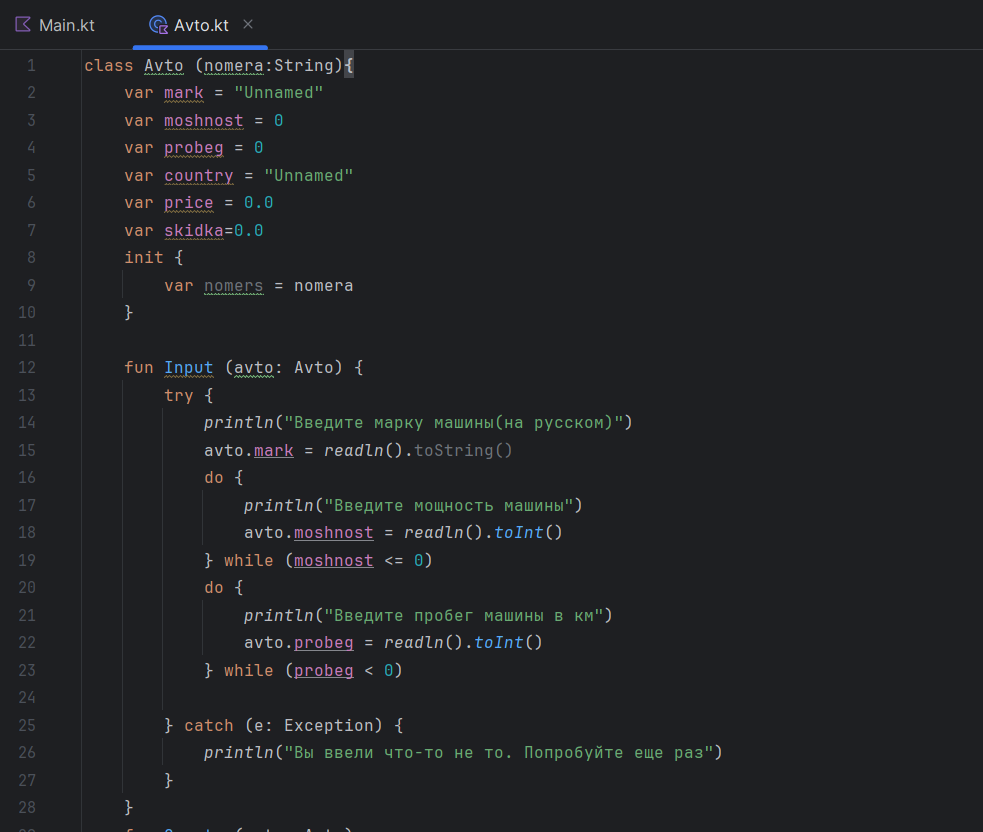 Main.kt
Avto.kt
1 class Avto (nomera:String){
2 var mark = "Unnamed"
3 var moshnost = 0
4 var probeg = 0
5 var country = "Unnamed"
6 var price = 0.0
7 var skidka=0.0
8 init {
9 var nomers = nomera
10 }
11
12 fun Input (avto: Avto) {
13 try {
14 println("Введите марку машины(на русском)")
15 avto.mark = readln().toString()
16 do {
17 println("Введите мощность машины")
18 avto.moshnost = readln().toInt()
19 } while (moshnost <= 0)
20 do {
21 println("Введите пробег машины в км")
22 avto.probeg = readln().toInt()
23 } while (probeg < 0)
24
25 } catch (e: Exception) {
26 println("Вы ввели что-то не то. Попробуйте еще раз")
27 }
28 }